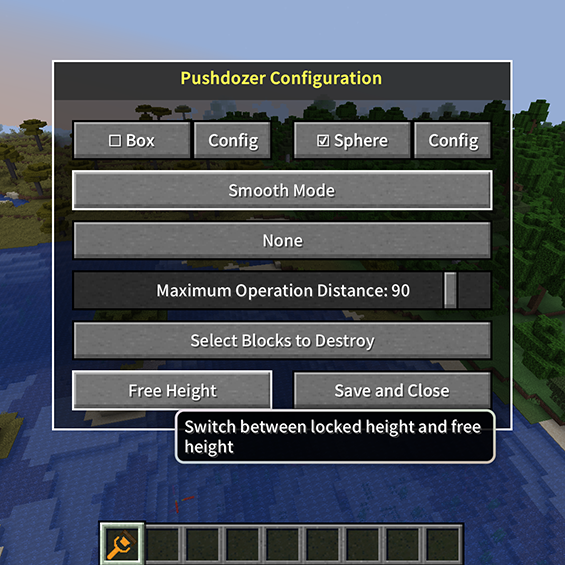 Pushdozer Configuration
☐ Box Config ☑ Sphere Config
Smooth Mode
None
Maximum Operation Distance: 90
Select Blocks to Destroy
Free Height Save and Close
Switch between locked height and free
height